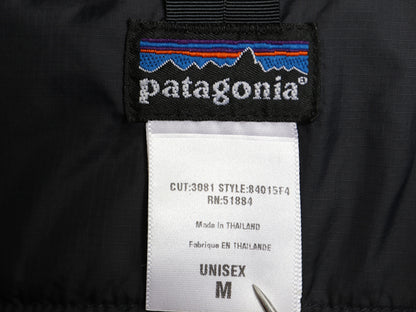 patagonia®
CUT:3081 STYLE:84015F4
RN:51884
Made in THAILAND
Fabrique EN THAILANDE
UNISEX
M